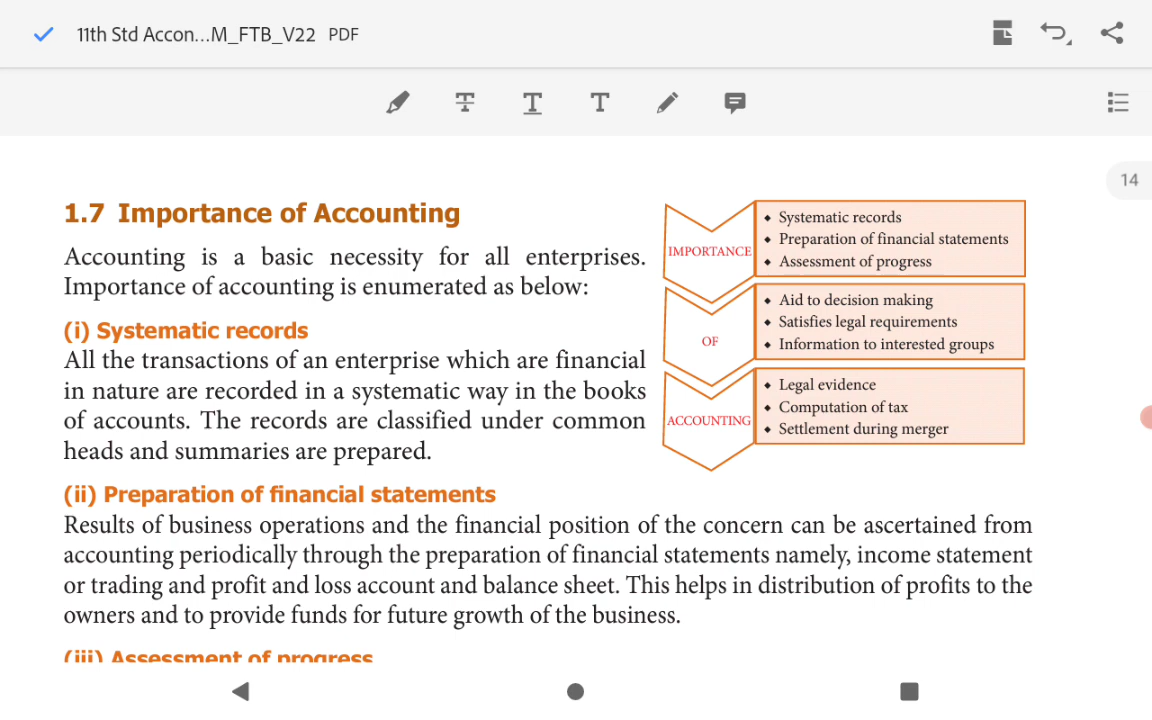 11th Std Accon...M_FTB_V22 PDF
T T T
14
1.7 Importance of Accounting
Accounting is a basic necessity for all enterprises.
Importance of accounting is enumerated as below:
(i) Systematic records
All the transactions of an enterprise which are financial
in nature are recorded in a systematic way in the books
of accounts. The records are classified under common
heads and summaries are prepared.
IMPORTANCE
♦ Systematic records
♦ Preparation of financial statements
♦ Assessment of progress
OF
♦ Aid to decision making
♦ Satisfies legal requirements
♦ Information to interested groups
ACCOUNTING
♦ Legal evidence
♦ Computation of tax
♦ Settlement during merger
(ii) Preparation of financial statements
Results of business operations and the financial position of the concern can be ascertained from
accounting periodically through the preparation of financial statements namely, income statement
or trading and profit and loss account and balance sheet. This helps in distribution of profits to the
owners and to provide funds for future growth of the business.
(iii) Assessment of progress